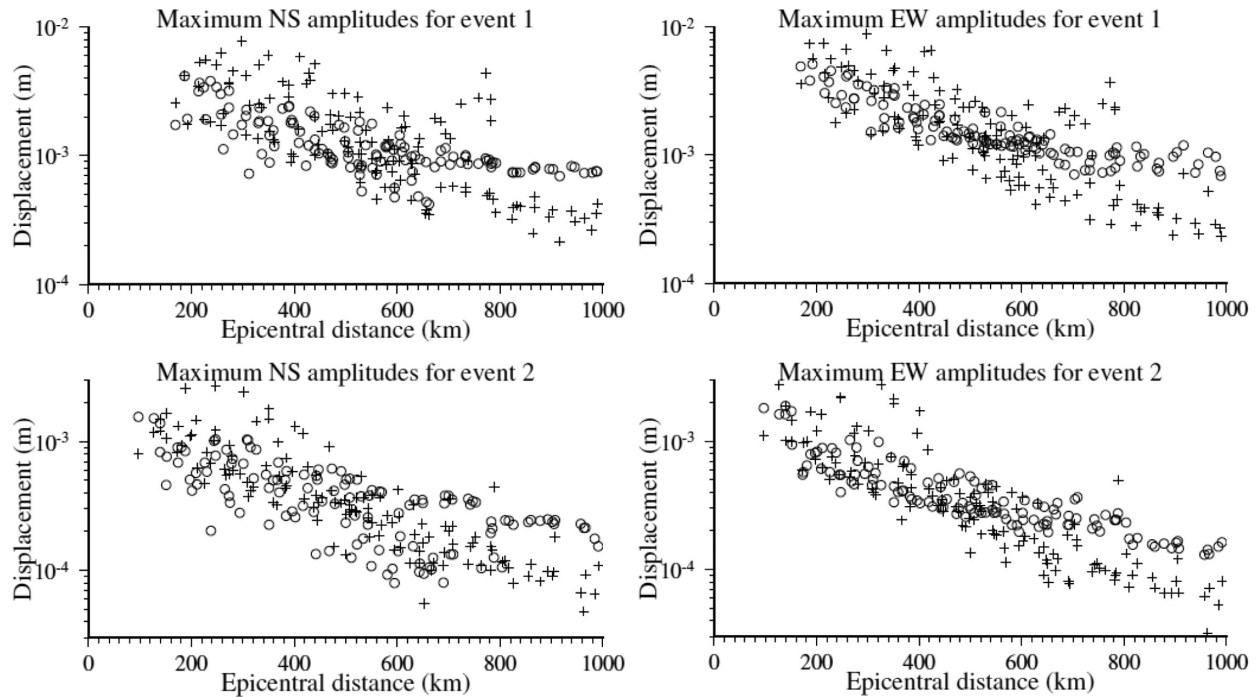 Maximum NS amplitudes for event 1
Displacement (m)
10-2
10-3
10-4
0 200 400 600 800 1000
Epicentral distance (km)
Maximum EW amplitudes for event 1
Displacement (m)
10-2
10-3
10-4
0 200 400 600 800 1000
Epicentral distance (km)
Maximum NS amplitudes for event 2
Displacement (m)
10-3
10-4
0 200 400 600 800 1000
Epicentral distance (km)
Maximum EW amplitudes for event 2
Displacement (m)
10-3
10-4
0 200 400 600 800 1000
Epicentral distance (km)